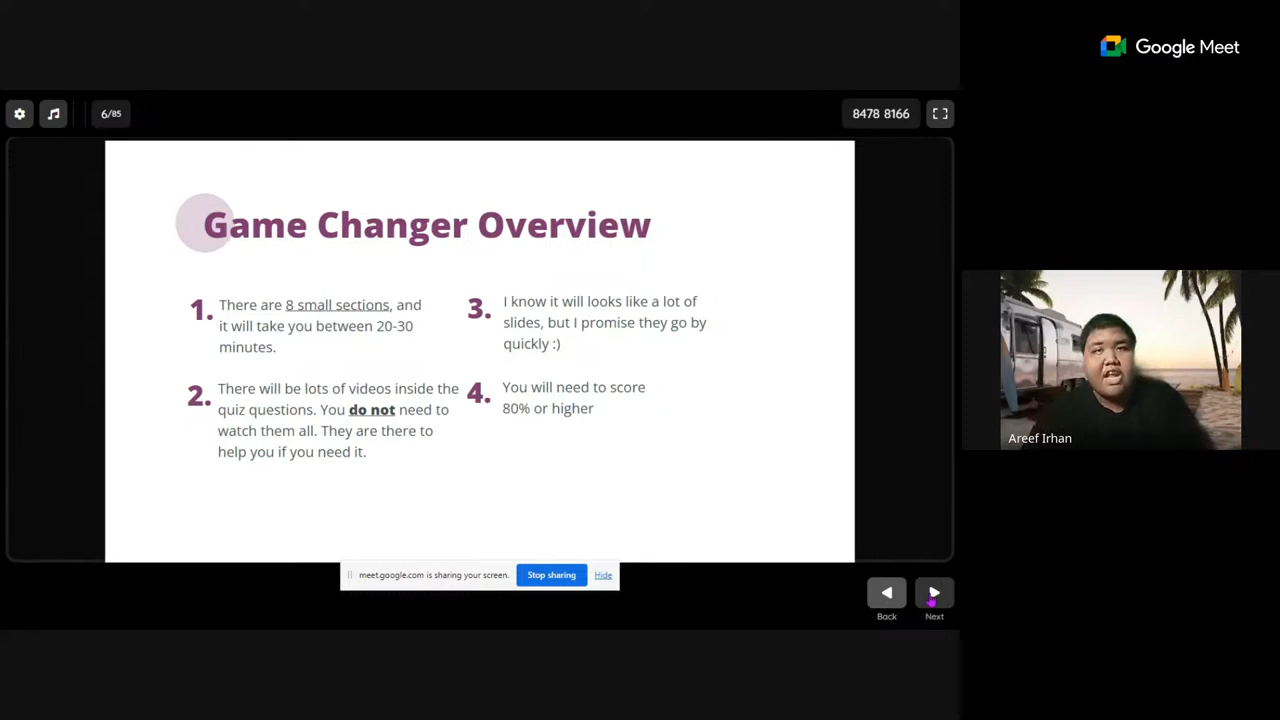 Google Meet
6/85
8478 8166
Game Changer Overview
1. There are 8 small sections, and
it will take you between 20-30
minutes.
2. There will be lots of videos inside the
quiz questions. You do not need to
watch them all. They are there to
help you if you need it.
3. I know it will looks like a lot of
slides, but I promise they go by
quickly :)
4. You will need to score
80% or higher
Areef Irhan
meet.google.com is sharing your screen. Stop sharing Hide
Back Next